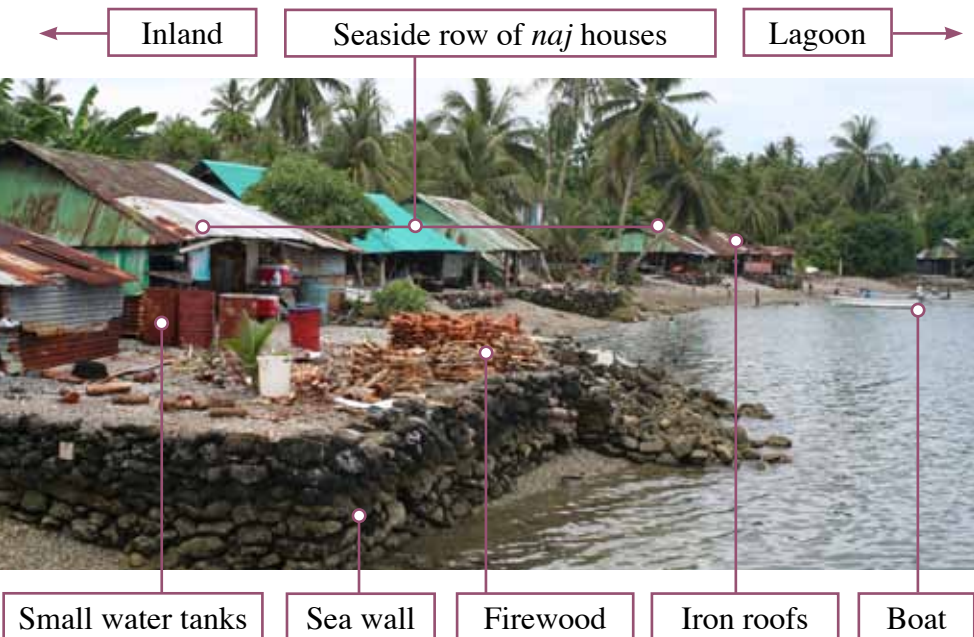 Inland
Seaside row of naj houses
Lagoon
Small water tanks
Sea wall
Firewood
Iron roofs
Boat